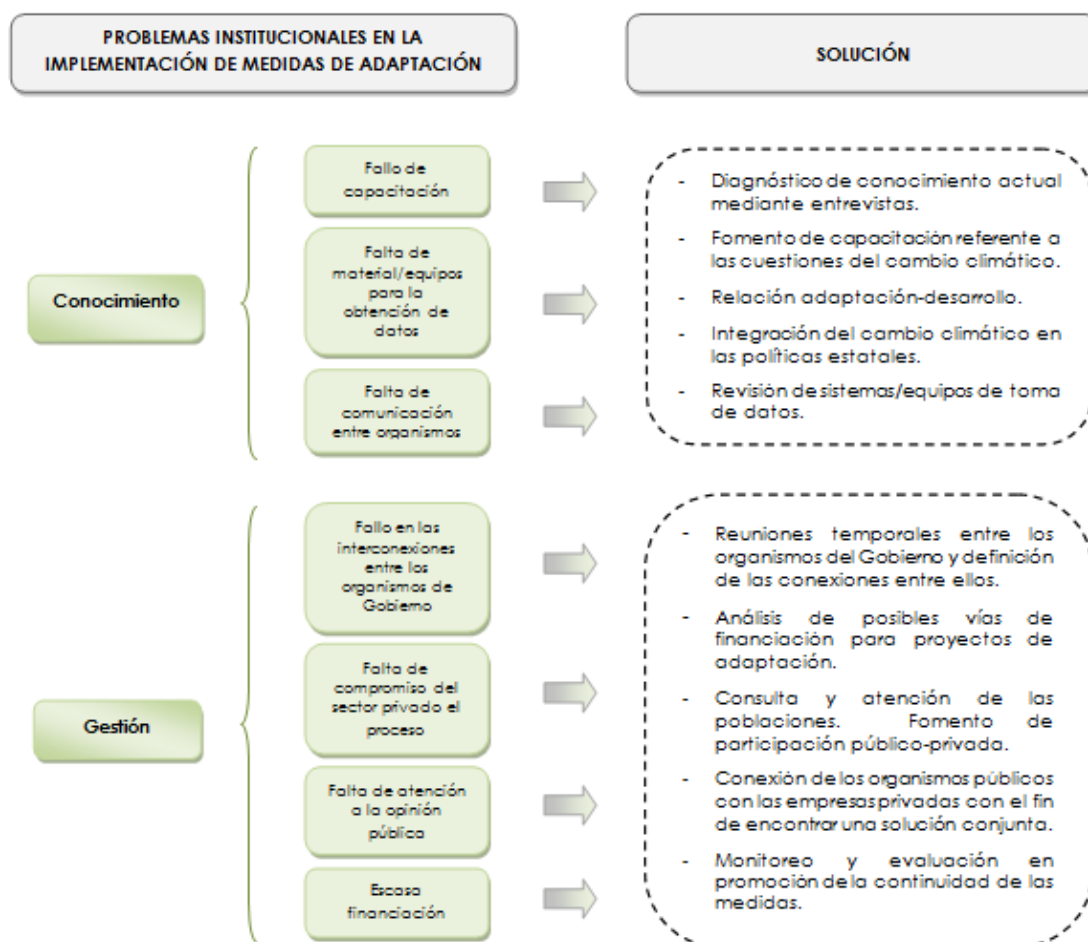 PROBLEMAS INSTITUCIONALES EN LA
IMPLEMENTACIÓN DE MEDIDAS DE ADAPTACIÓN
SOLUCIÓN
Conocimiento
Fallo de
capacitación
Falta de
material/equipos
para la
obtención de
datos
Falta de
comunicación
entre organismos
- Diagnóstico de conocimiento actual
mediante entrevistas.
- Fomento de capacitación referente a
las cuestiones del cambio climático.
- Relación adaptación-desarrollo.
- Integración del cambio climático en
las políticas estatales.
- Revisión de sistemas/equipos de toma
de datos.
Gestión
Fallo en las
interconexiones
entre los
organismos de
Gobierno
Falta de
compromiso del
sector privado el
proceso
Falta de atención
a la opinión
pública
Escasa
financiación
- Reuniones temporales entre los
organismos del Gobierno y definición
de las conexiones entre ellos.
- Análisis de posibles vías de
financiación para proyectos de
adaptación.
- Consulta y atención de las
poblaciones. Fomento de
participación público-privada.
- Conexión de los organismos públicos
con las empresas privadas con el fin
de encontrar una solución conjunta.
- Monitoreo y evaluación en
promoción de la continuidad de las
medidas.